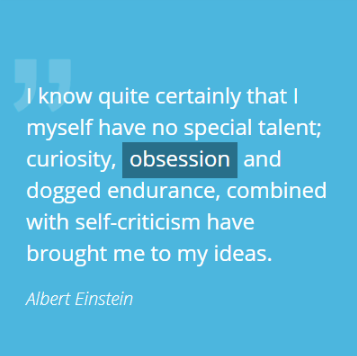 I know quite certainly that I
myself have no special talent;
curiosity, obsession and
dogged endurance, combined
with self-criticism have
brought me to my ideas.
Albert Einstein